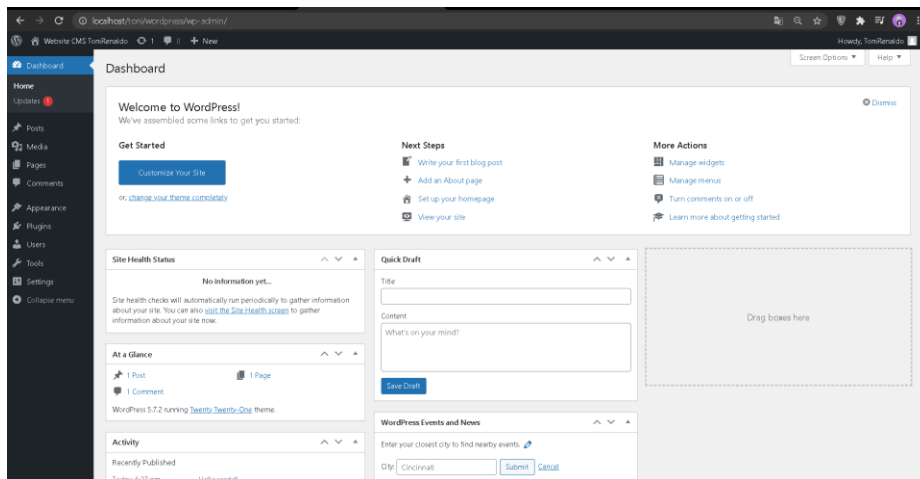 localhost/toni/wordpress/wp-admin/
Website CMS ToniRenaldo 1 0 + New Howdy, ToniRenaldo
Dashboard
Home
Updates 1
Posts
Media
Pages
Comments
Appearance
Plugins
Users
Tools
Settings
Collapse menu
Screen Options ▼ Help ▼
Dashboard
Dismiss
Welcome to WordPress!
We've assembled some links to get you started:
Get Started
Customize Your Site
or, change your theme completely
Next Steps
Write your first blog post
Add an About page
Set up your homepage
View your site
More Actions
Manage widgets
Manage menus
Turn comments on or off
Learn more about getting started
Site Health Status
No information yet...
Site health checks will automatically run periodically to gather information
about your site. You can also visit the Site Health screen to gather
information about your site now.
At a Glance
1 Post 1 Page
1 Comment
WordPress 5.7.2 running Twenty Twenty-One theme.
Activity
Recently Published
Quick Draft
Title
Content
What's on your mind?
Save Draft
WordPress Events and News
Enter your closest city to find nearby events.
City: Cincinnati Submit Cancel
Drag boxes here